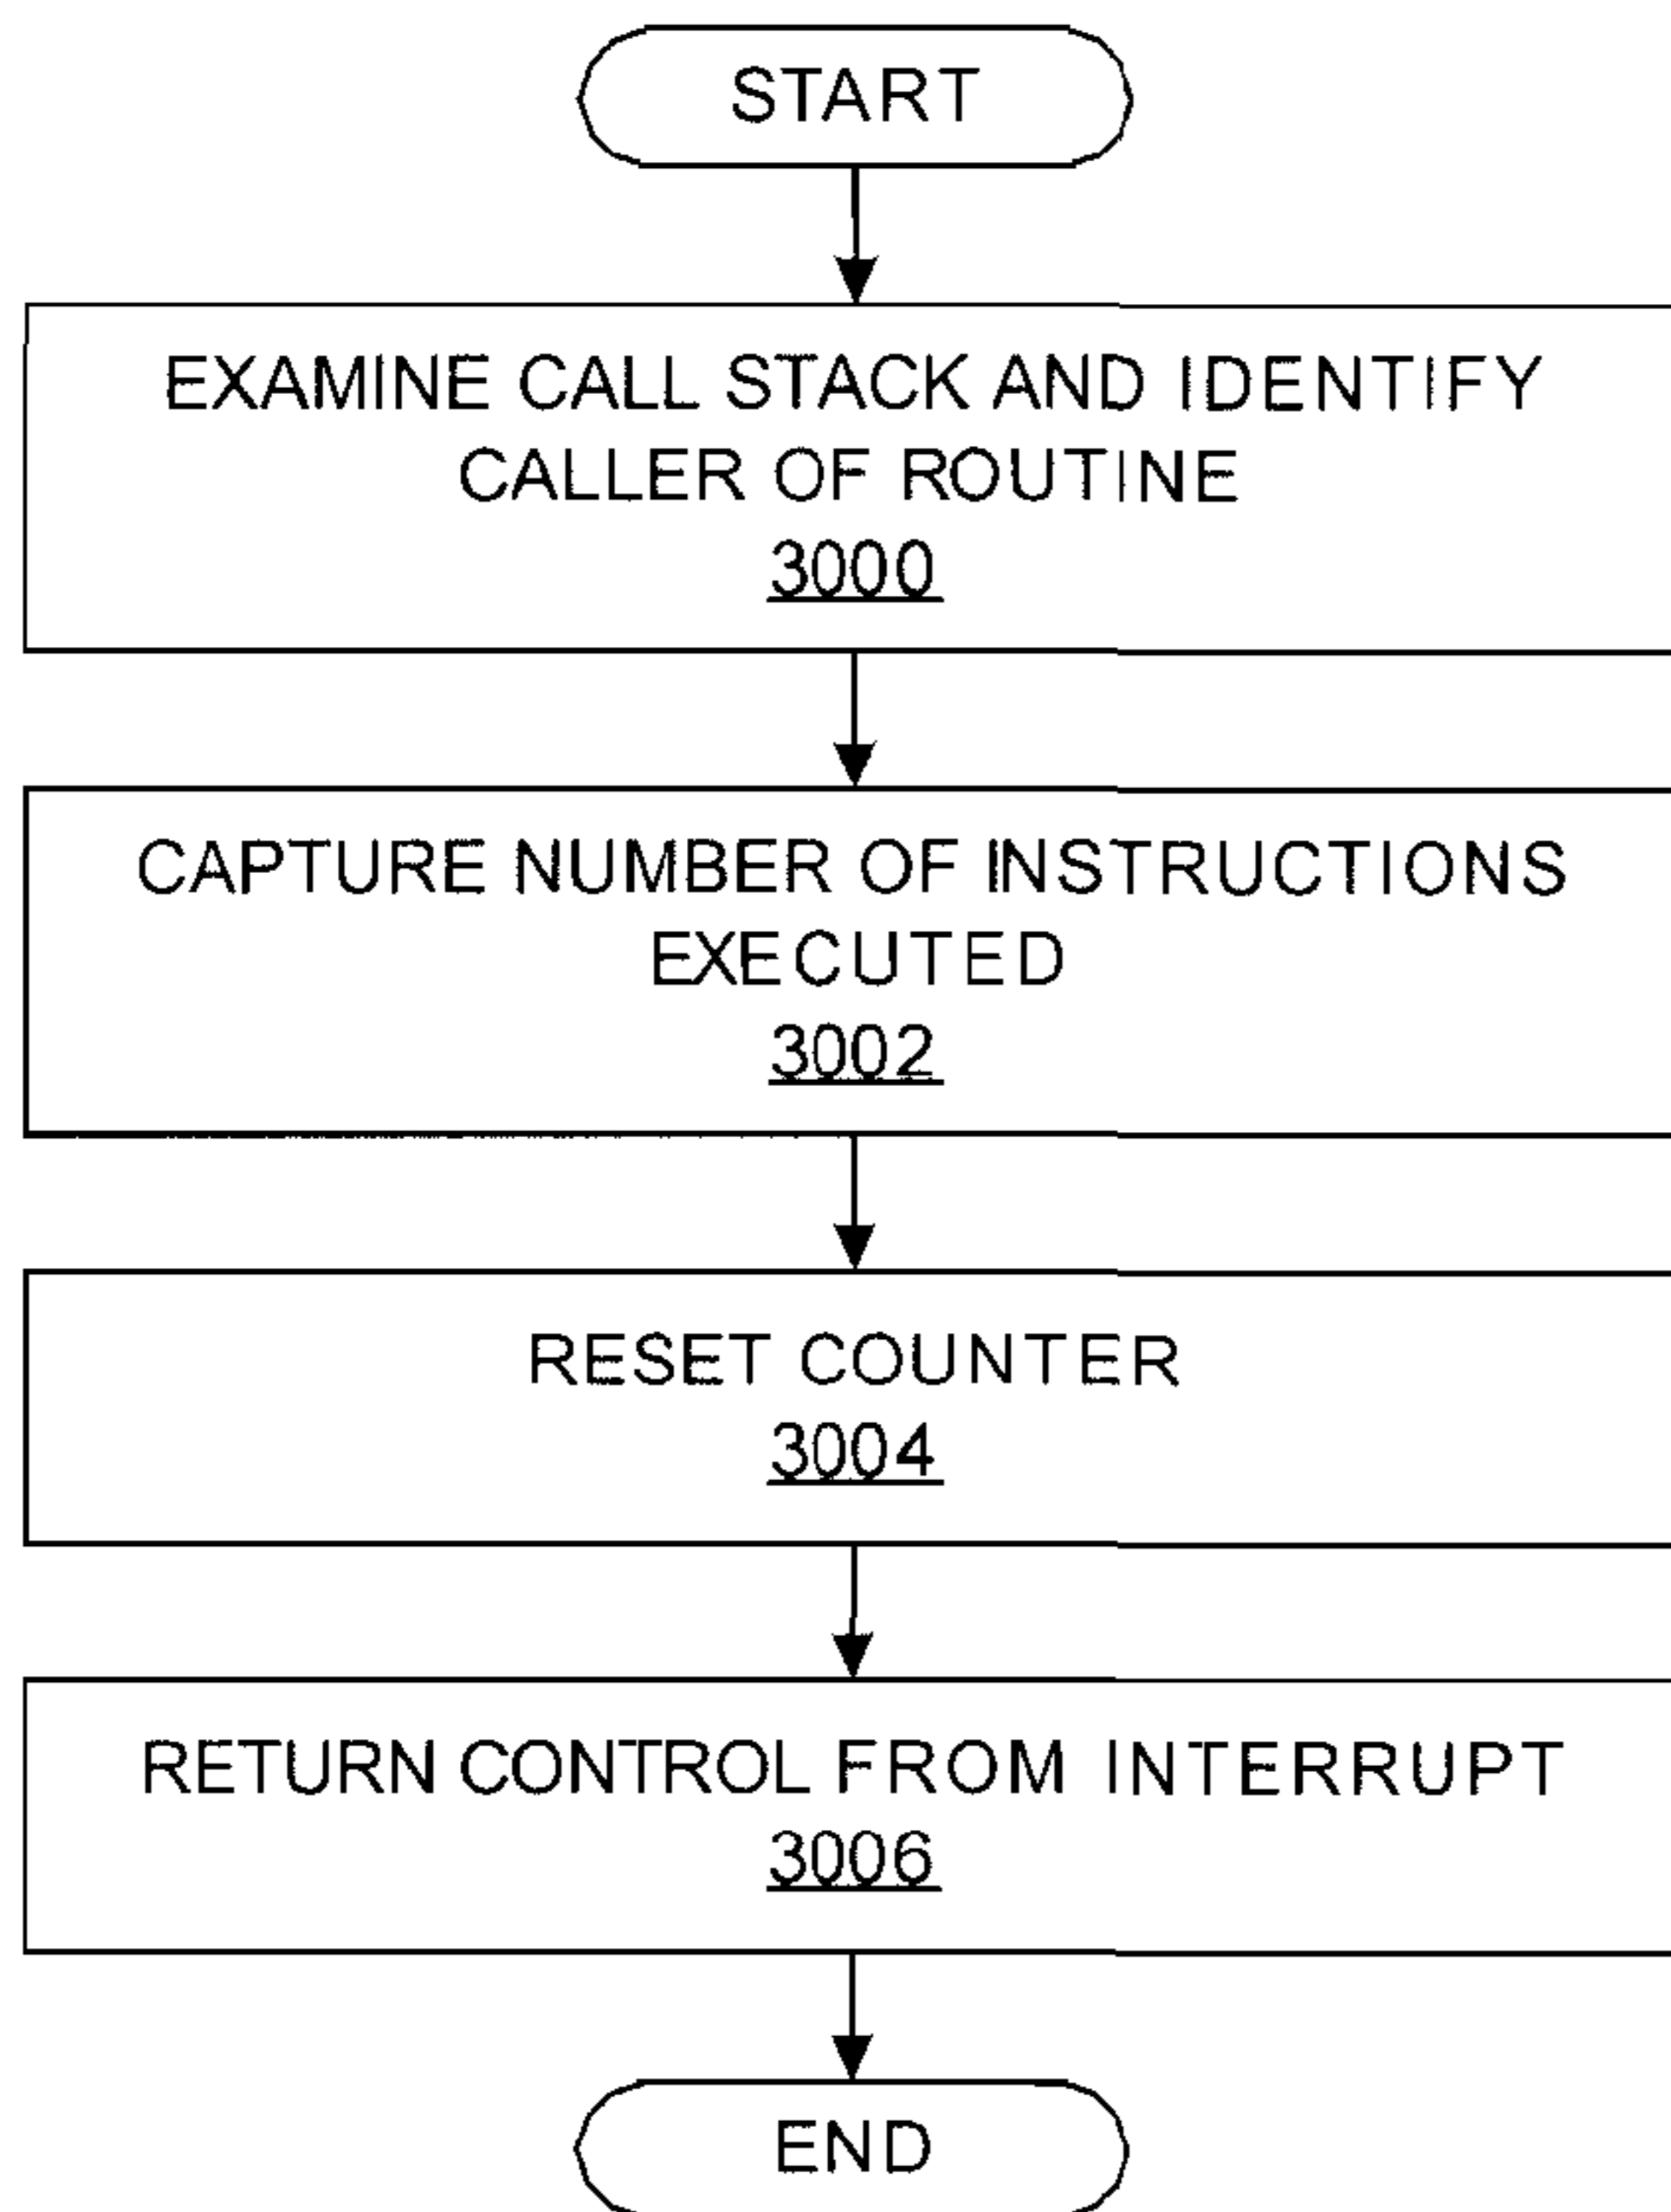 START
EXAMINE CALL STACK AND IDENTIFY
CALLER OF ROUTINE
3000
CAPTURE NUMBER OF INSTRUCTIONS
EXECUTED
3002
RESET COUNTER
3004
RETURN CONTROL FROM INTERRUPT
3006
END